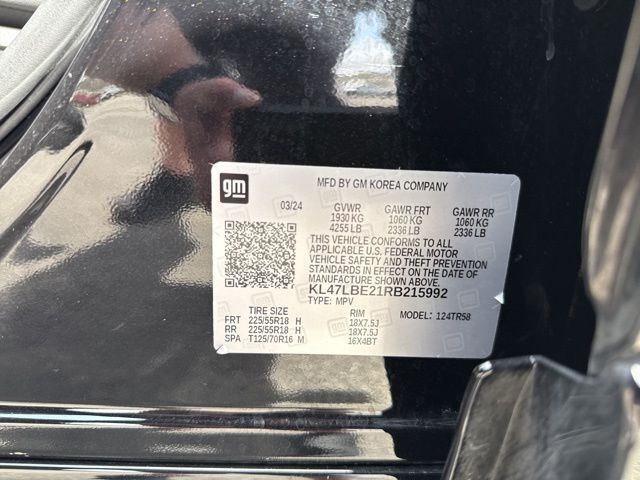 gm
MFD BY GM KOREA COMPANY
03/24 GVWR GAWR FRT GAWR RR
1930 KG 1060 KG 1060 KG
4255 LB 2336 LB 2336 LB
THIS VEHICLE CONFORMS TO ALL
APPLICABLE U.S. FEDERAL MOTOR
VEHICLE SAFETY AND THEFT PREVENTION
STANDARDS IN EFFECT ON THE DATE OF
MANUFACTURE SHOWN ABOVE.
KL47LBE21RB215992
TYPE: MPV
TIRE SIZE RIM MODEL: 124TR58
FRT 225/55R18 H 18X7.5J
RR 225/55R18 H 18X7.5J
SPA T125/70R16 M 16X4BT